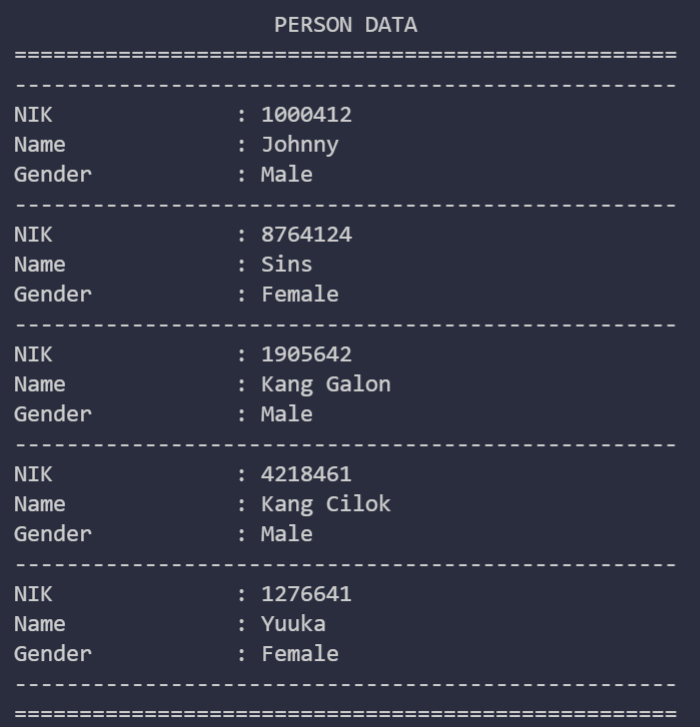 PERSON DATA
===================================================
---------------------------------------------------
NIK : 1000412
Name : Johnny
Gender : Male
---------------------------------------------------
NIK : 8764124
Name : Sins
Gender : Female
---------------------------------------------------
NIK : 1905642
Name : Kang Galon
Gender : Male
---------------------------------------------------
NIK : 4218461
Name : Kang Cilok
Gender : Male
---------------------------------------------------
NIK : 1276641
Name : Yuuka
Gender : Female
---------------------------------------------------
===================================================